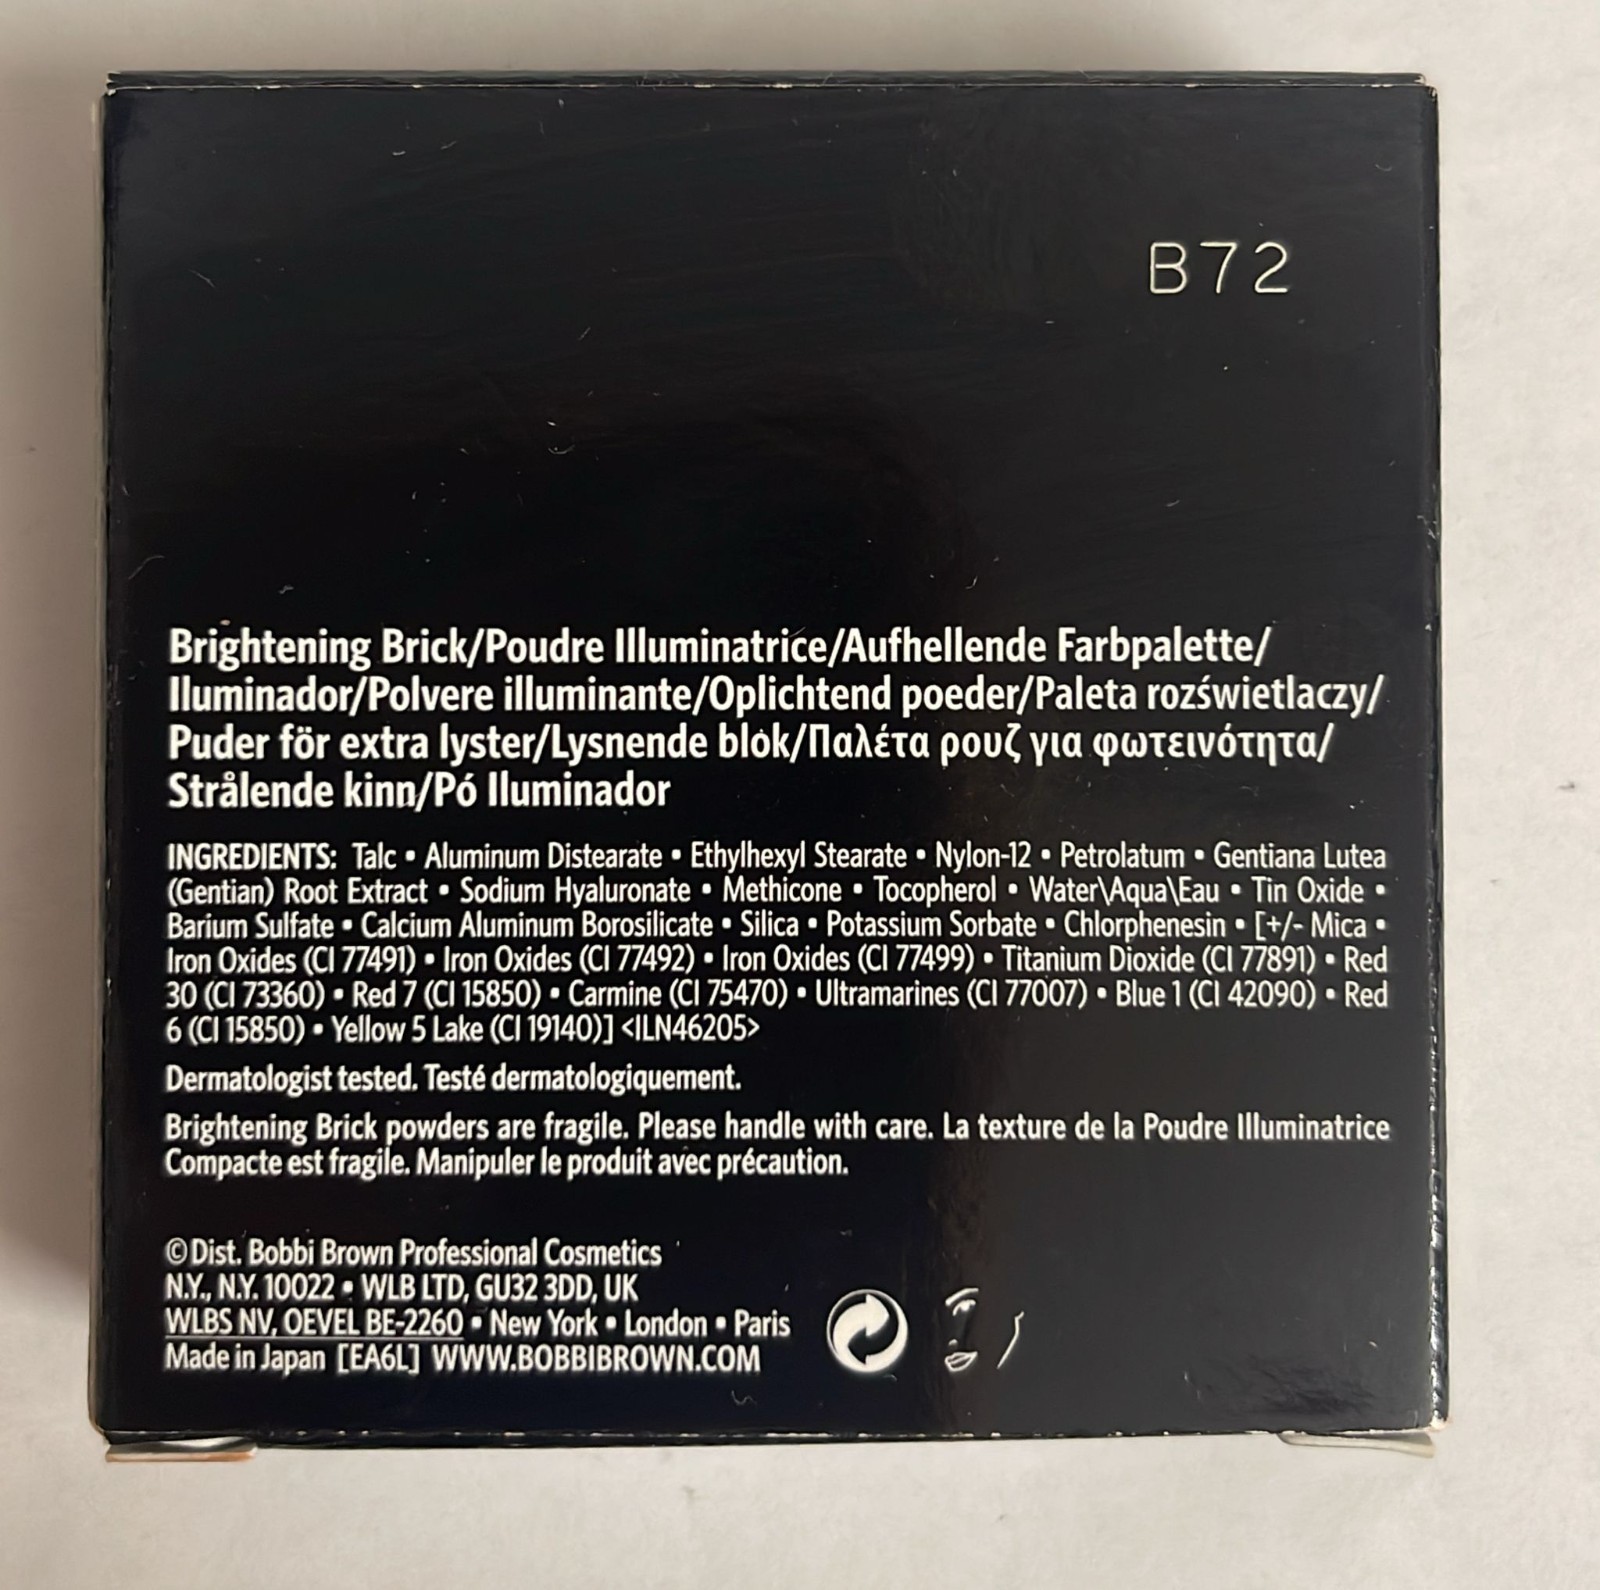 B72
Brightening Brick/Poudre Illuminatrice/Aufhellende Farbpalette/
Iluminador/Polvere illuminante/Oplichtend poeder/Paleta rozświetlaczy/
Puder för extra lyster/Lysnende blok/Παλέτα ρουζ για φωτεινότητα/
Strålende kinn/Pó Iluminador
INGREDIENTS: Talc • Aluminum Distearate • Ethylhexyl Stearate • Nylon-12 • Petrolatum • Gentiana Lutea
(Gentian) Root Extract • Sodium Hyaluronate • Methicone • Tocopherol • Water\Aqua\Eau • Tin Oxide •
Barium Sulfate • Calcium Aluminum Borosilicate • Silica • Potassium Sorbate • Chlorphenesin • [+/- Mica •
Iron Oxides (CI 77491) • Iron Oxides (CI 77492) • Iron Oxides (CI 77499) • Titanium Dioxide (CI 77891) • Red
30 (CI 73360) • Red 7 (CI 15850) • Carmine (CI 75470) • Ultramarines (CI 77007) • Blue 1 (CI 42090) • Red
6 (CI 15850) • Yellow 5 Lake (CI 19140)] <ILN46205>
Dermatologist tested. Testé dermatologiquement.
Brightening Brick powders are fragile. Please handle with care. La texture de la Poudre Illuminatrice
Compacte est fragile. Manipuler le produit avec précaution.
© Dist. Bobbi Brown Professional Cosmetics
N.Y., N.Y. 10022 • WLB LTD, GU32 3DD, UK
WLBS NV, OEVEL BE-2260 • New York • London • Paris
Made in Japan [EA6L] WWW.BOBBIBROWN.COM